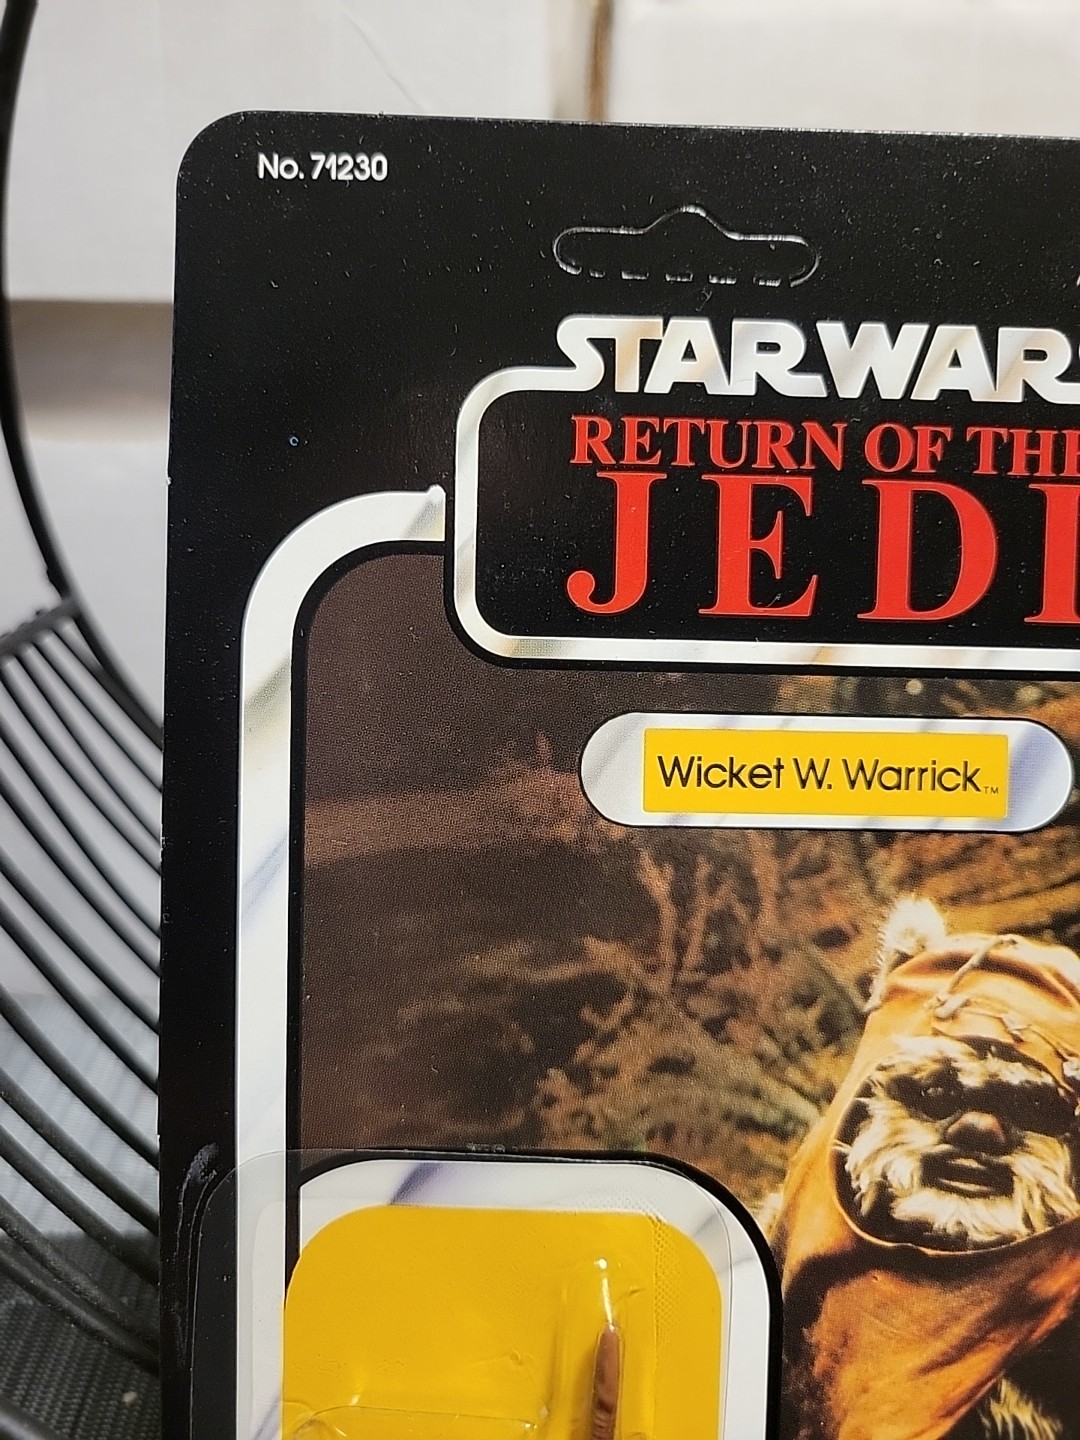 No. 71230
STAR WARS
RETURN OF THE
JEDI
Wicket W. Warrick™